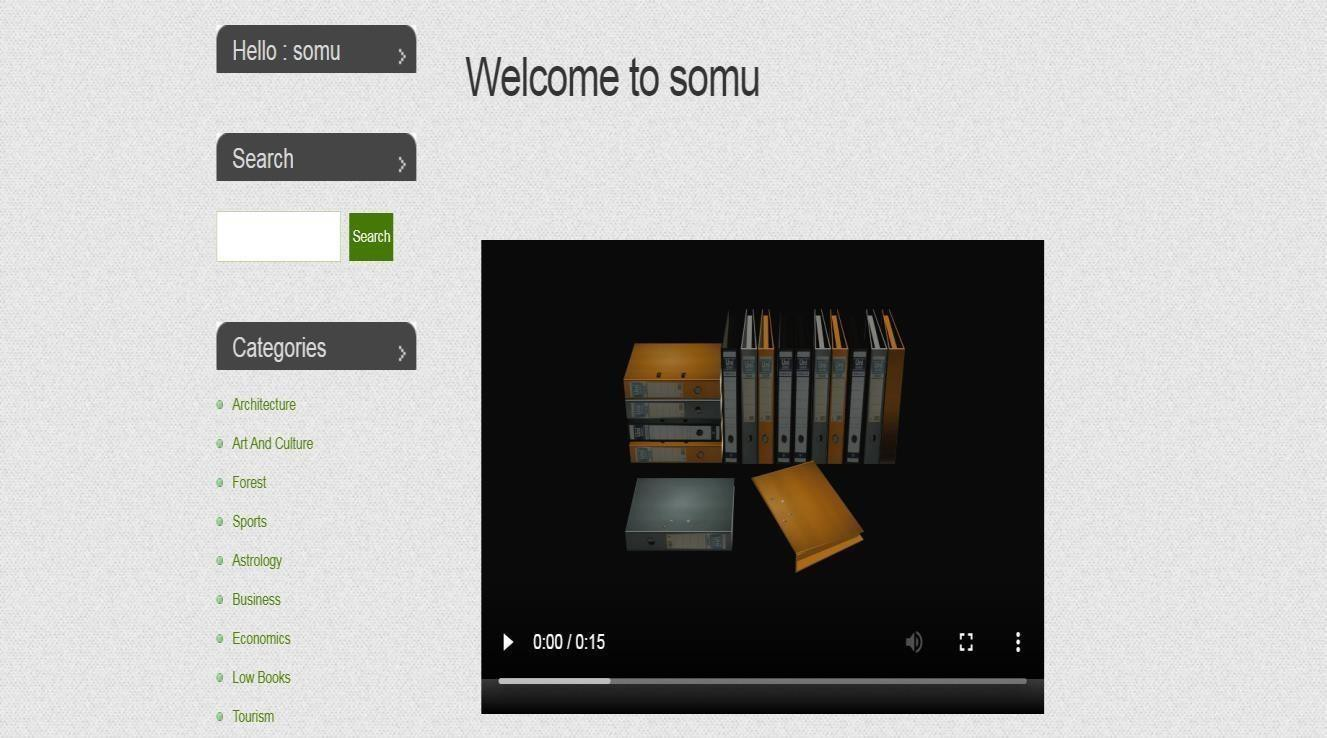 Hello : somu
Search
Search
Categories
Architecture
Art And Culture
Forest
Sports
Astrology
Business
Economics
Low Books
Tourism
Welcome to somu
0:00 / 0:15